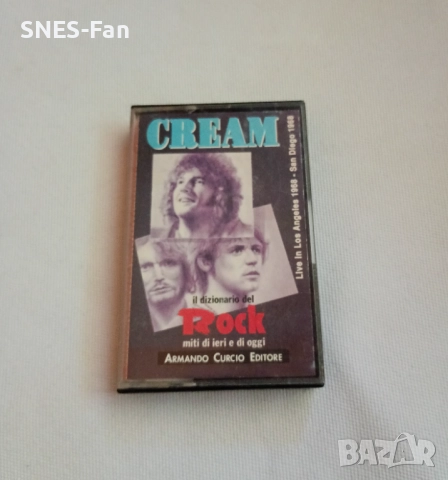 SNES-Fan
CREAM
Live in Los Angeles 1968 - San Diego 1968
il dizionario del
Rock
miti di ieri e di oggi
ARMANDO CURCIO EDITORE
BAZAR